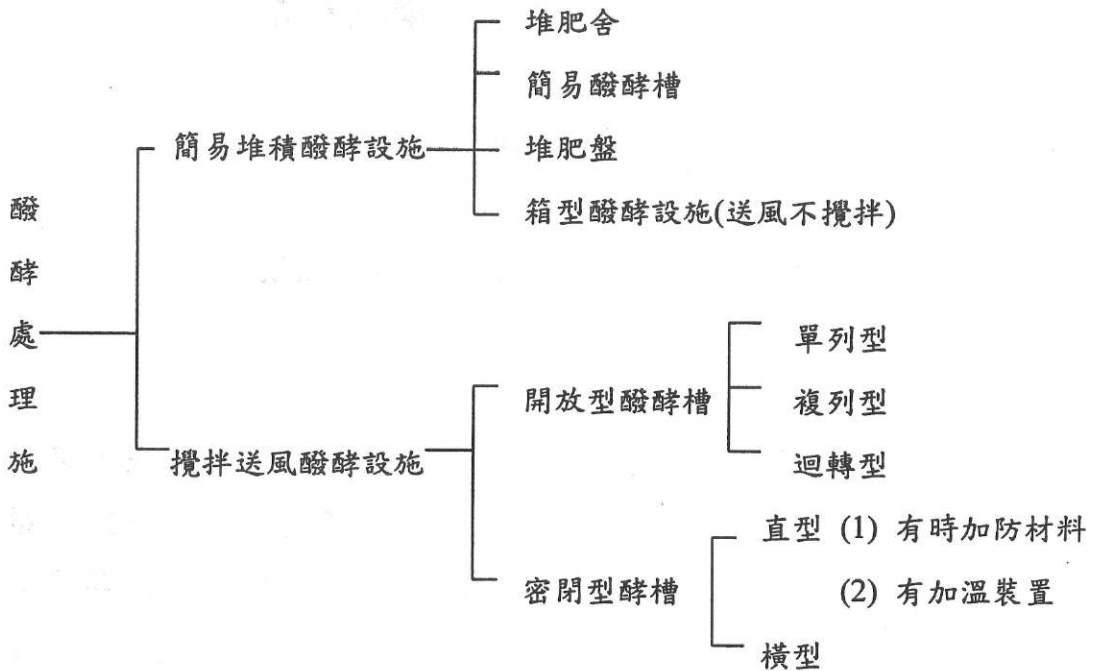 醱酵處理施
簡易堆積醱酵設施
堆肥舍
簡易醱酵槽
堆肥盤
箱型醱酵設施(送風不攪拌)
攪拌送風醱酵設施
開放型醱酵槽
單列型
複列型
迴轉型
密閉型酵槽
直型 (1) 有時加防材料
(2) 有加溫裝置
橫型